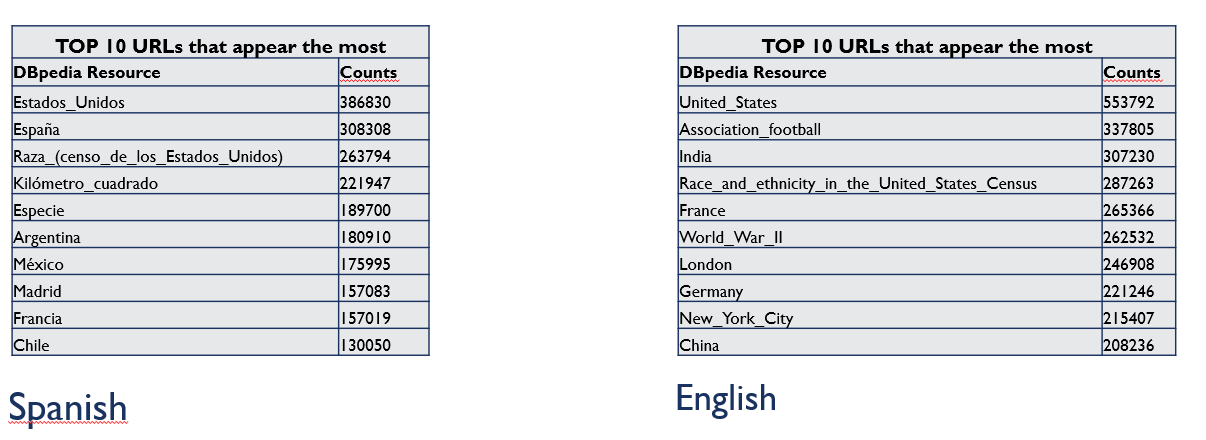 TOP 10 URLs that appear the most
DBpedia Resource Counts
Estados_Unidos 386830
España 308308
Raza_(censo_de_los_Estados_Unidos) 263794
Kilómetro_cuadrado 221947
Especie 189700
Argentina 180910
México 175995
Madrid 157083
Francia 157019
Chile 130050
Spanish
TOP 10 URLs that appear the most
DBpedia Resource Counts
United_States 553792
Association_football 337805
India 307230
Race_and_ethnicity_in_the_United_States_Census 287263
France 265366
World_War_II 262532
London 246908
Germany 221246
New_York_City 215407
China 208236
English